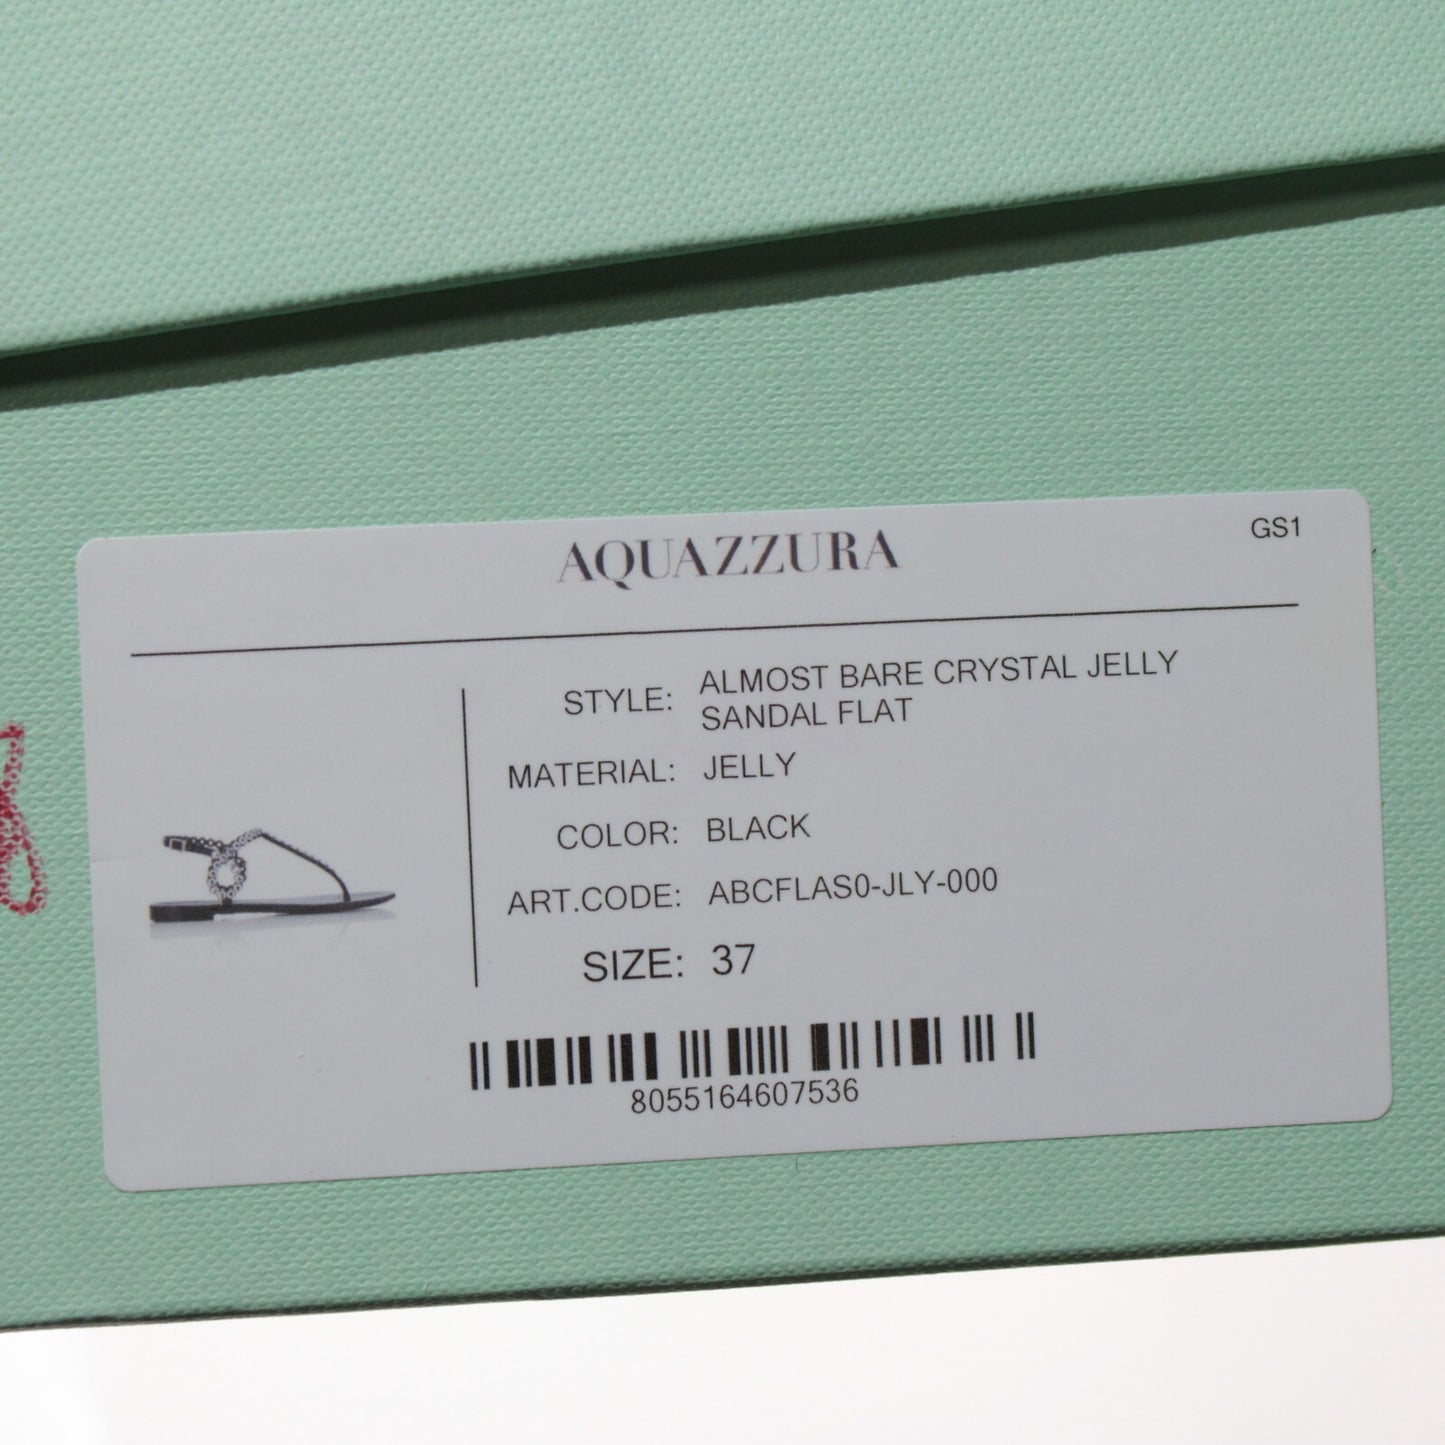 AQUAZZURA
GS1
STYLE: ALMOST BARE CRYSTAL JELLY
SANDAL FLAT
MATERIAL: JELLY
COLOR: BLACK
ART.CODE: ABCFLAS0-JLY-000
SIZE: 37
8055164607536